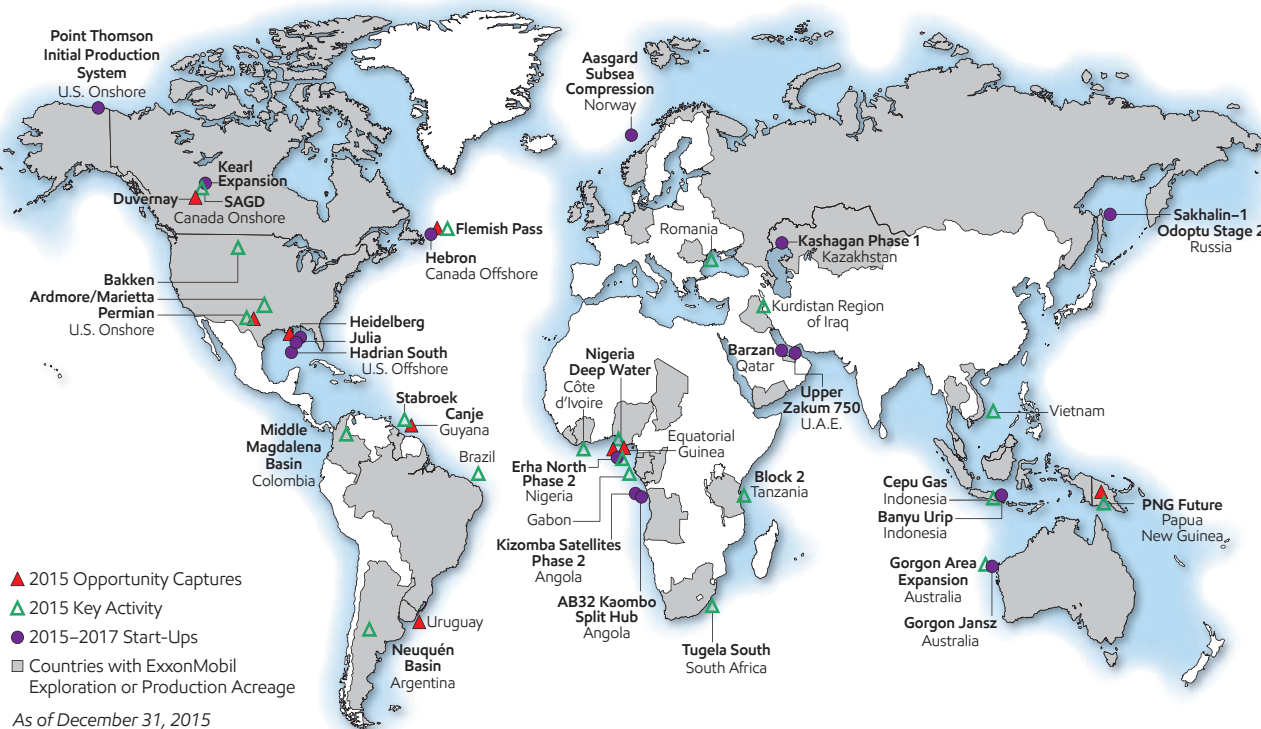 Point Thomson
Initial Production
System
U.S. Onshore
Aasgard
Subsea
Compression
Norway
Kearl
Expansion
Duvernay
SAGD
Canada Onshore
Flemish Pass
Hebron
Canada Offshore
Romania
Kashagan Phase 1
Kazakhstan
Sakhalin–1
Odoptu Stage 2
Russia
Bakken
Ardmore/Marietta
Permian
U.S. Onshore
Heidelberg
Julia
Hadrian South
U.S. Offshore
Kurdistan Region
of Iraq
Barzan
Qatar
Upper
Zakum 750
U.A.E.
Nigeria
Deep Water
Côte
d'Ivoire
Vietnam
Stabroek
Canje
Guyana
Middle
Magdalena
Basin
Colombia
Brazil
Equatorial
Guinea
Erha North
Phase 2
Nigeria
Gabon
Block 2
Tanzania
Cepu Gas
Indonesia
Banyu Urip
Indonesia
PNG Future
Papua
New Guinea
Kizomba Satellites
Phase 2
Angola
AB32 Kaombo
Split Hub
Angola
Gorgon Area
Expansion
Australia
Gorgon Jansz
Australia
Tugela South
South Africa
Uruguay
Neuquén
Basin
Argentina
2015 Opportunity Captures
2015 Key Activity
2015–2017 Start-Ups
Countries with ExxonMobil
Exploration or Production Acreage
As of December 31, 2015